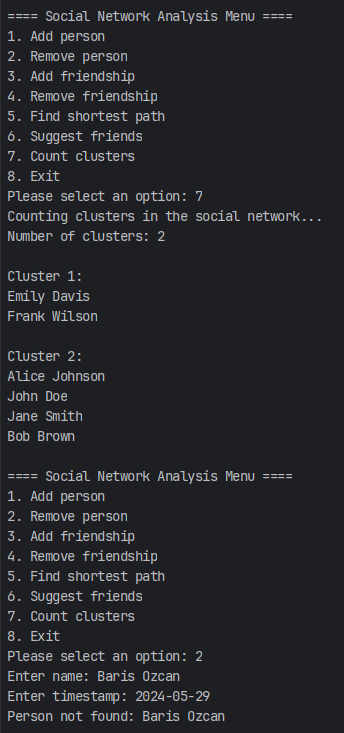 ==== Social Network Analysis Menu ====
1. Add person
2. Remove person
3. Add friendship
4. Remove friendship
5. Find shortest path
6. Suggest friends
7. Count clusters
8. Exit
Please select an option: 7
Counting clusters in the social network...
Number of clusters: 2

Cluster 1:
Emily Davis
Frank Wilson

Cluster 2:
Alice Johnson
John Doe
Jane Smith
Bob Brown

==== Social Network Analysis Menu ====
1. Add person
2. Remove person
3. Add friendship
4. Remove friendship
5. Find shortest path
6. Suggest friends
7. Count clusters
8. Exit
Please select an option: 2
Enter name: Baris Ozcan
Enter timestamp: 2024-05-29
Person not found: Baris Ozcan